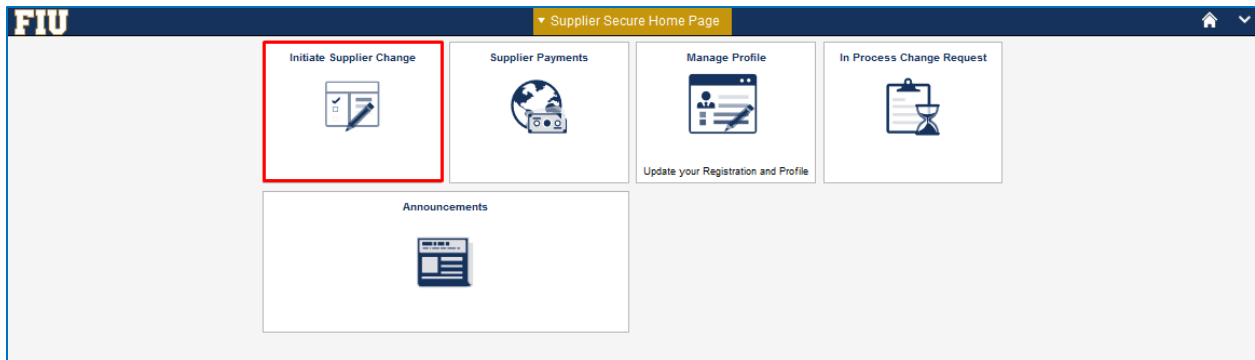 FIU
Supplier Secure Home Page
Initiate Supplier Change
Supplier Payments
Manage Profile
In Process Change Request
Update your Registration and Profile
Announcements